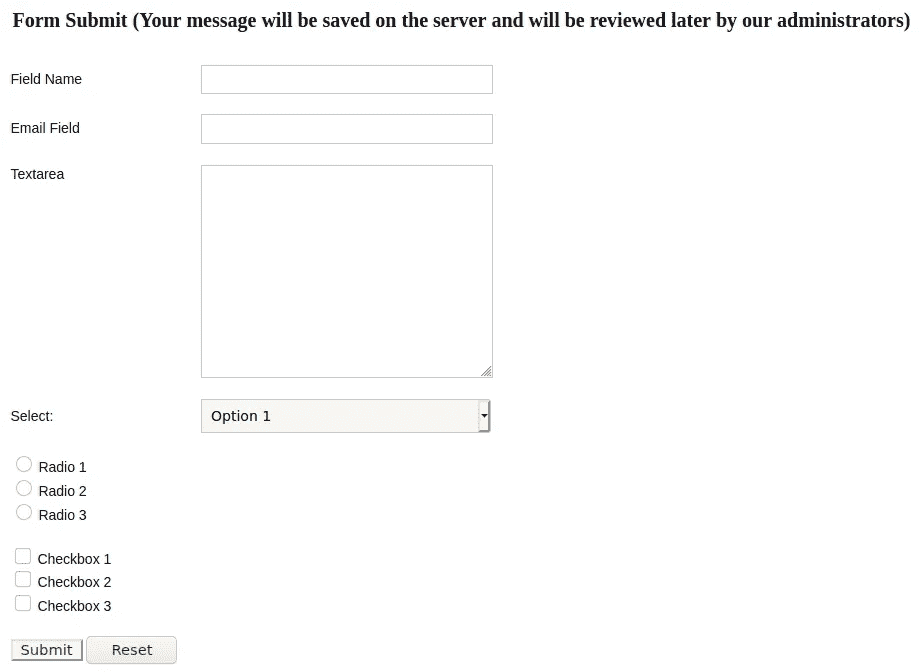 Form Submit (Your message will be saved on the server and will be reviewed later by our administrators)
Field Name
Email Field
Textarea
Select: Option 1
Radio 1
Radio 2
Radio 3
Checkbox 1
Checkbox 2
Checkbox 3
Submit Reset